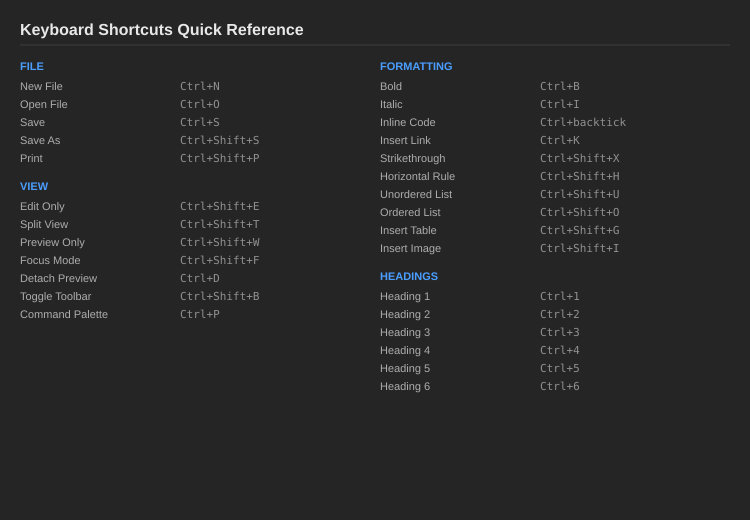 Keyboard Shortcuts Quick Reference
FILE
New File Ctrl+N
Open File Ctrl+O
Save Ctrl+S
Save As Ctrl+Shift+S
Print Ctrl+Shift+P
VIEW
Edit Only Ctrl+Shift+E
Split View Ctrl+Shift+T
Preview Only Ctrl+Shift+W
Focus Mode Ctrl+Shift+F
Detach Preview Ctrl+D
Toggle Toolbar Ctrl+Shift+B
Command Palette Ctrl+P
FORMATTING
Bold Ctrl+B
Italic Ctrl+I
Inline Code Ctrl+backtick
Insert Link Ctrl+K
Strikethrough Ctrl+Shift+X
Horizontal Rule Ctrl+Shift+H
Unordered List Ctrl+Shift+U
Ordered List Ctrl+Shift+O
Insert Table Ctrl+Shift+G
Insert Image Ctrl+Shift+I
HEADINGS
Heading 1 Ctrl+1
Heading 2 Ctrl+2
Heading 3 Ctrl+3
Heading 4 Ctrl+4
Heading 5 Ctrl+5
Heading 6 Ctrl+6